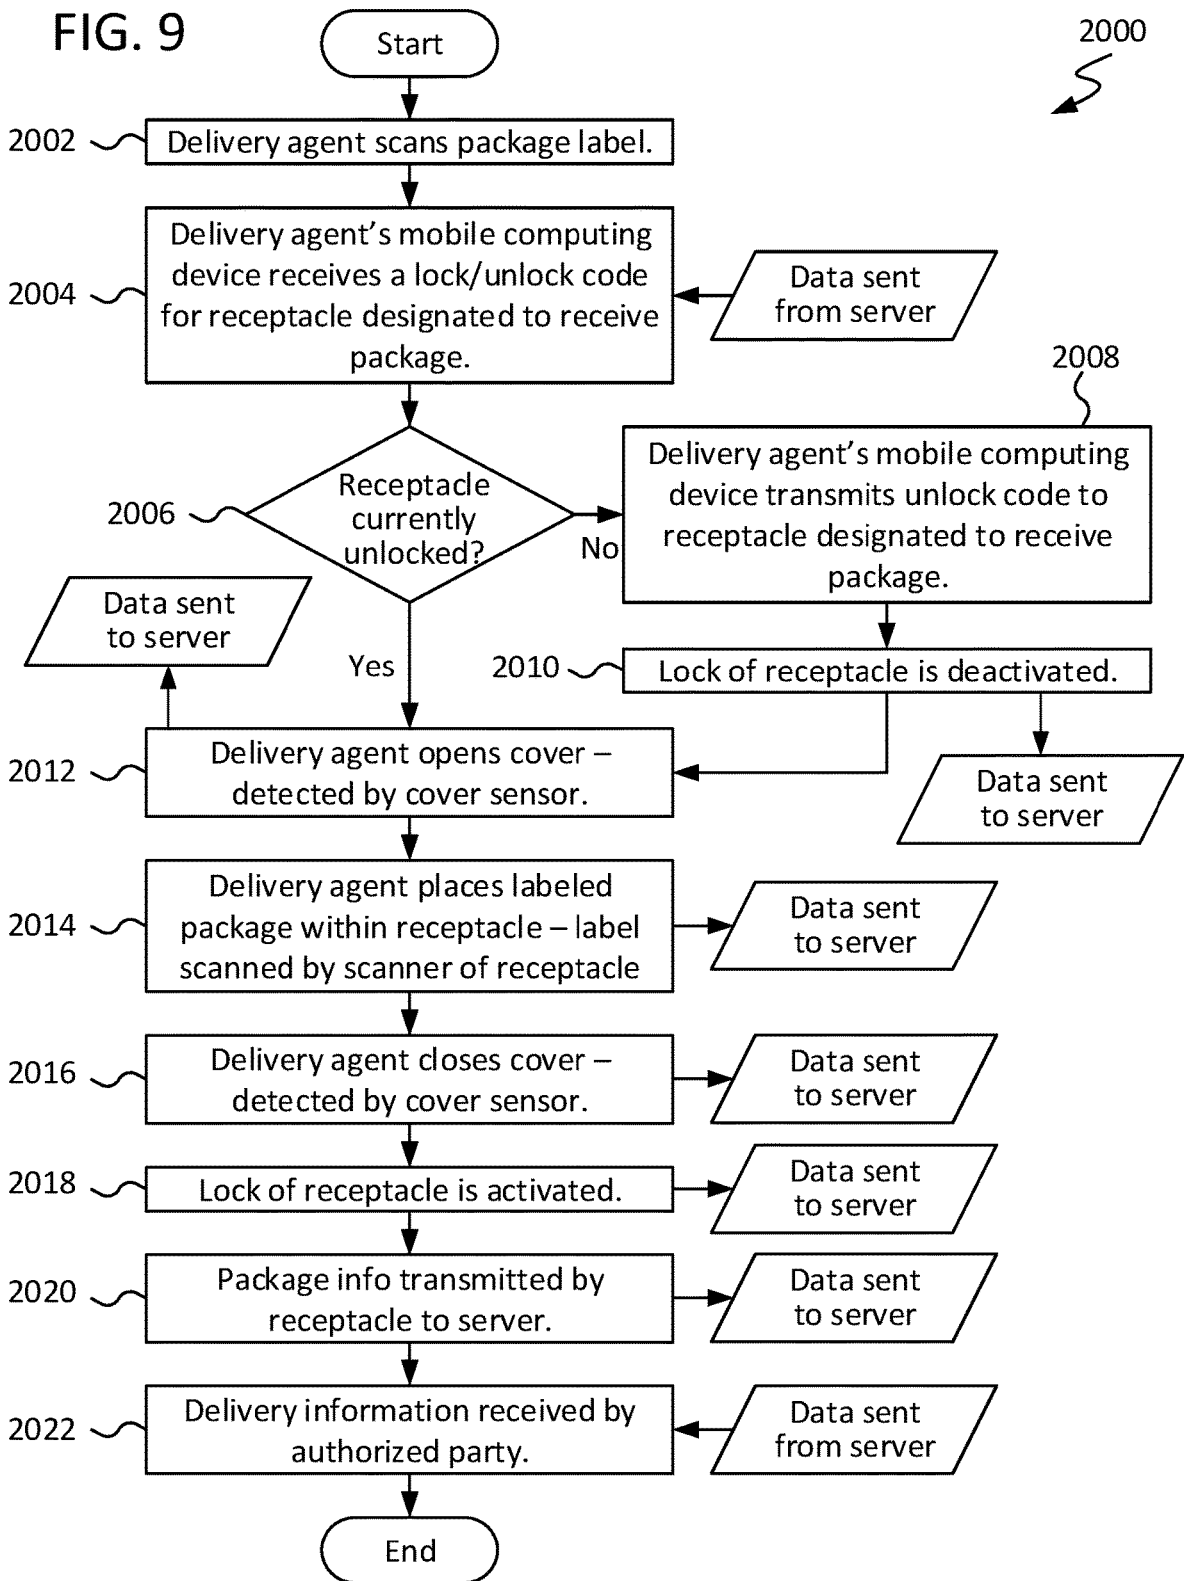 FIG. 9
Start
2000
2002
Delivery agent scans package label.
2004
Delivery agent’s mobile computing
device receives a lock/unlock code
for receptacle designated to receive
package.
Data sent
from server
2006
Receptacle
currently
unlocked?
No
2008
Delivery agent’s mobile computing
device transmits unlock code to
receptacle designated to receive
package.
Data sent
to server
Yes
2010
Lock of receptacle is deactivated.
2012
Delivery agent opens cover –
detected by cover sensor.
Data sent
to server
2014
Delivery agent places labeled
package within receptacle – label
scanned by scanner of receptacle
Data sent
to server
2016
Delivery agent closes cover –
detected by cover sensor.
Data sent
to server
2018
Lock of receptacle is activated.
Data sent
to server
2020
Package info transmitted by
receptacle to server.
Data sent
to server
2022
Delivery information received by
authorized party.
Data sent
from server
End